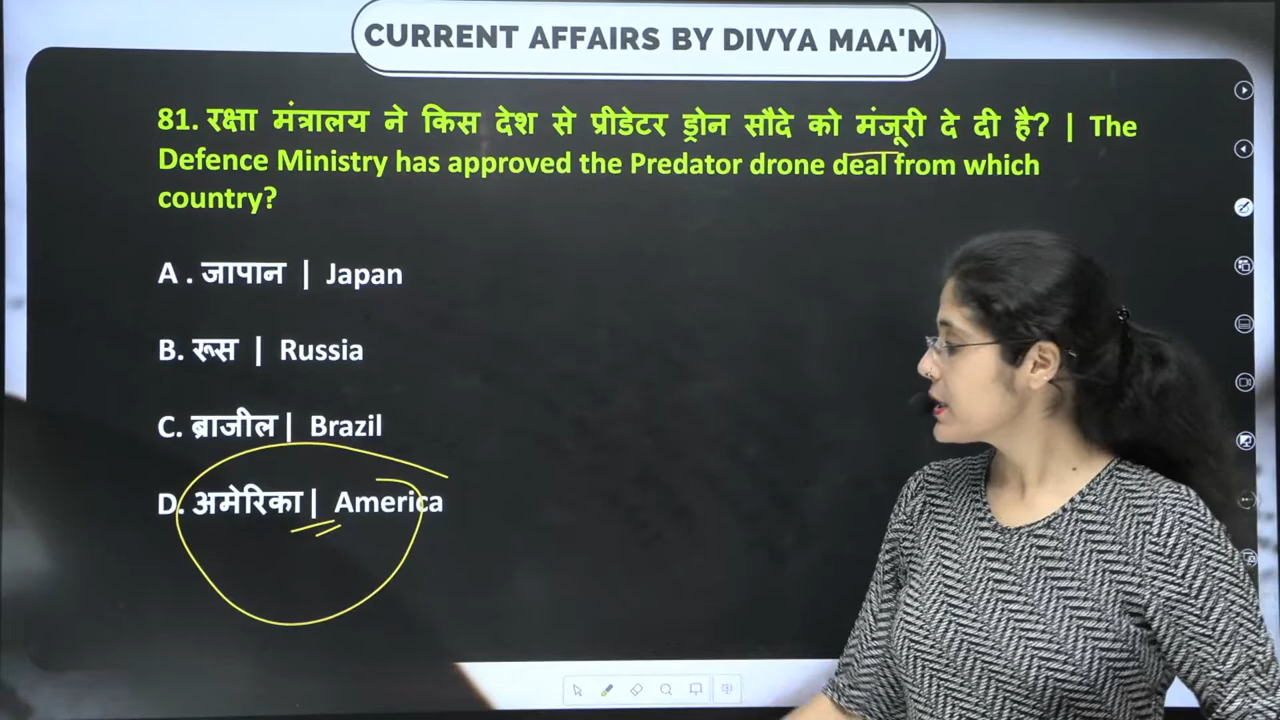 CURRENT AFFAIRS BY DIVYA MAA'M
81. रक्षा मंत्रालय ने किस देश से प्रीडेटर ड्रोन सौदे को मंजूरी दे दी है? | The
Defence Ministry has approved the Predator drone deal from which
country?
A . जापान | Japan
B. रूस | Russia
C. ब्राजील | Brazil
D. अमेरिका | America